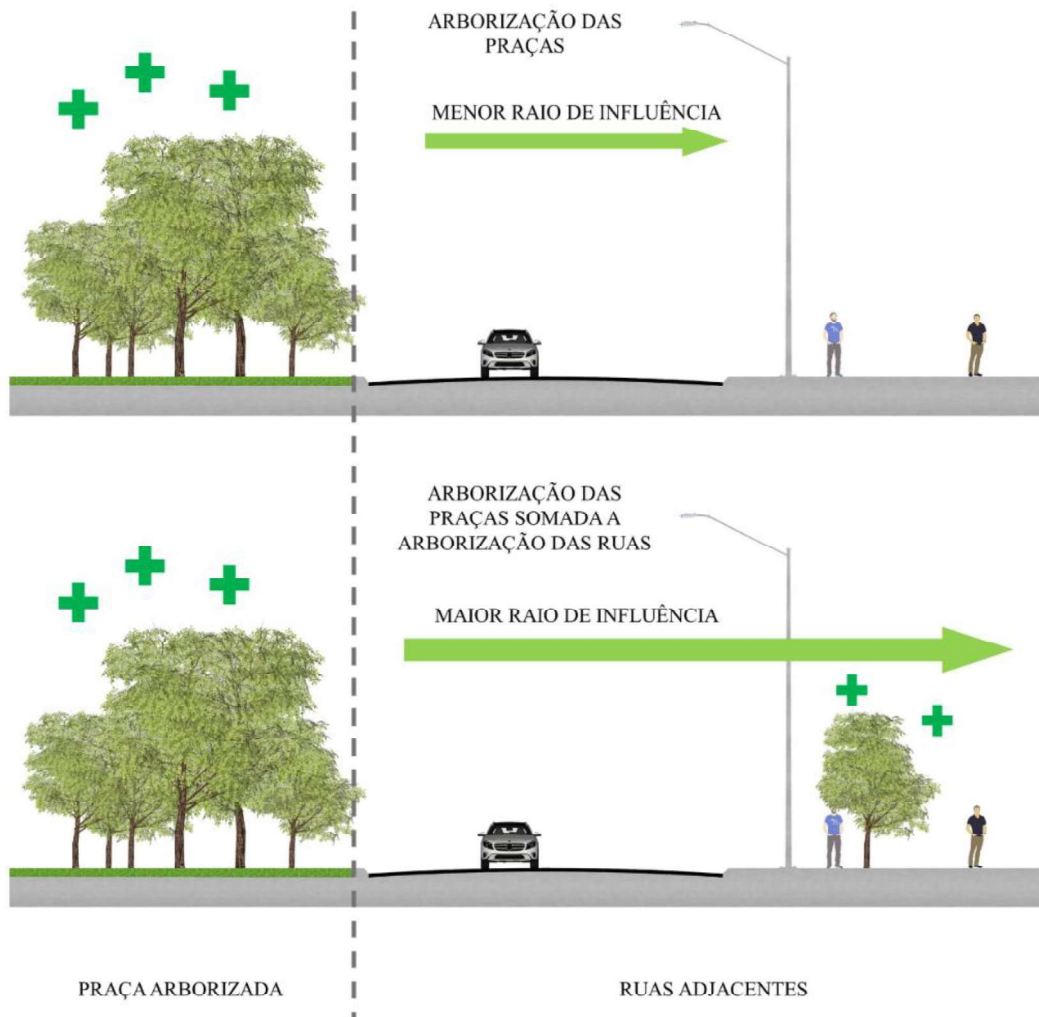 ARBORIZAÇÃO DAS
PRAÇAS
MENOR RAIO DE INFLUÊNCIA
ARBORIZAÇÃO DAS
PRAÇAS SOMADA A
ARBORIZAÇÃO DAS RUAS
MAIOR RAIO DE INFLUÊNCIA
PRAÇA ARBORIZADA
RUAS ADJACENTES